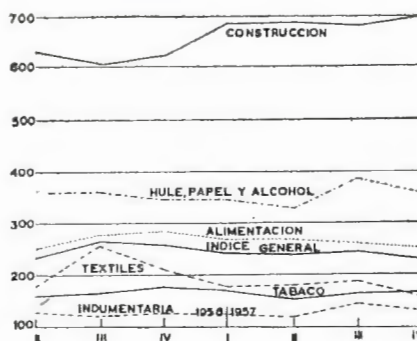 700
CONSTRUCCION
600
500
400
HULE, PAPEL Y ALCOHOL
300
ALIMENTACION
INDICE GENERAL
200
TEXTILES
TABACO
INDUMENTARIA 1956/1957
100
II III IV I II III IV